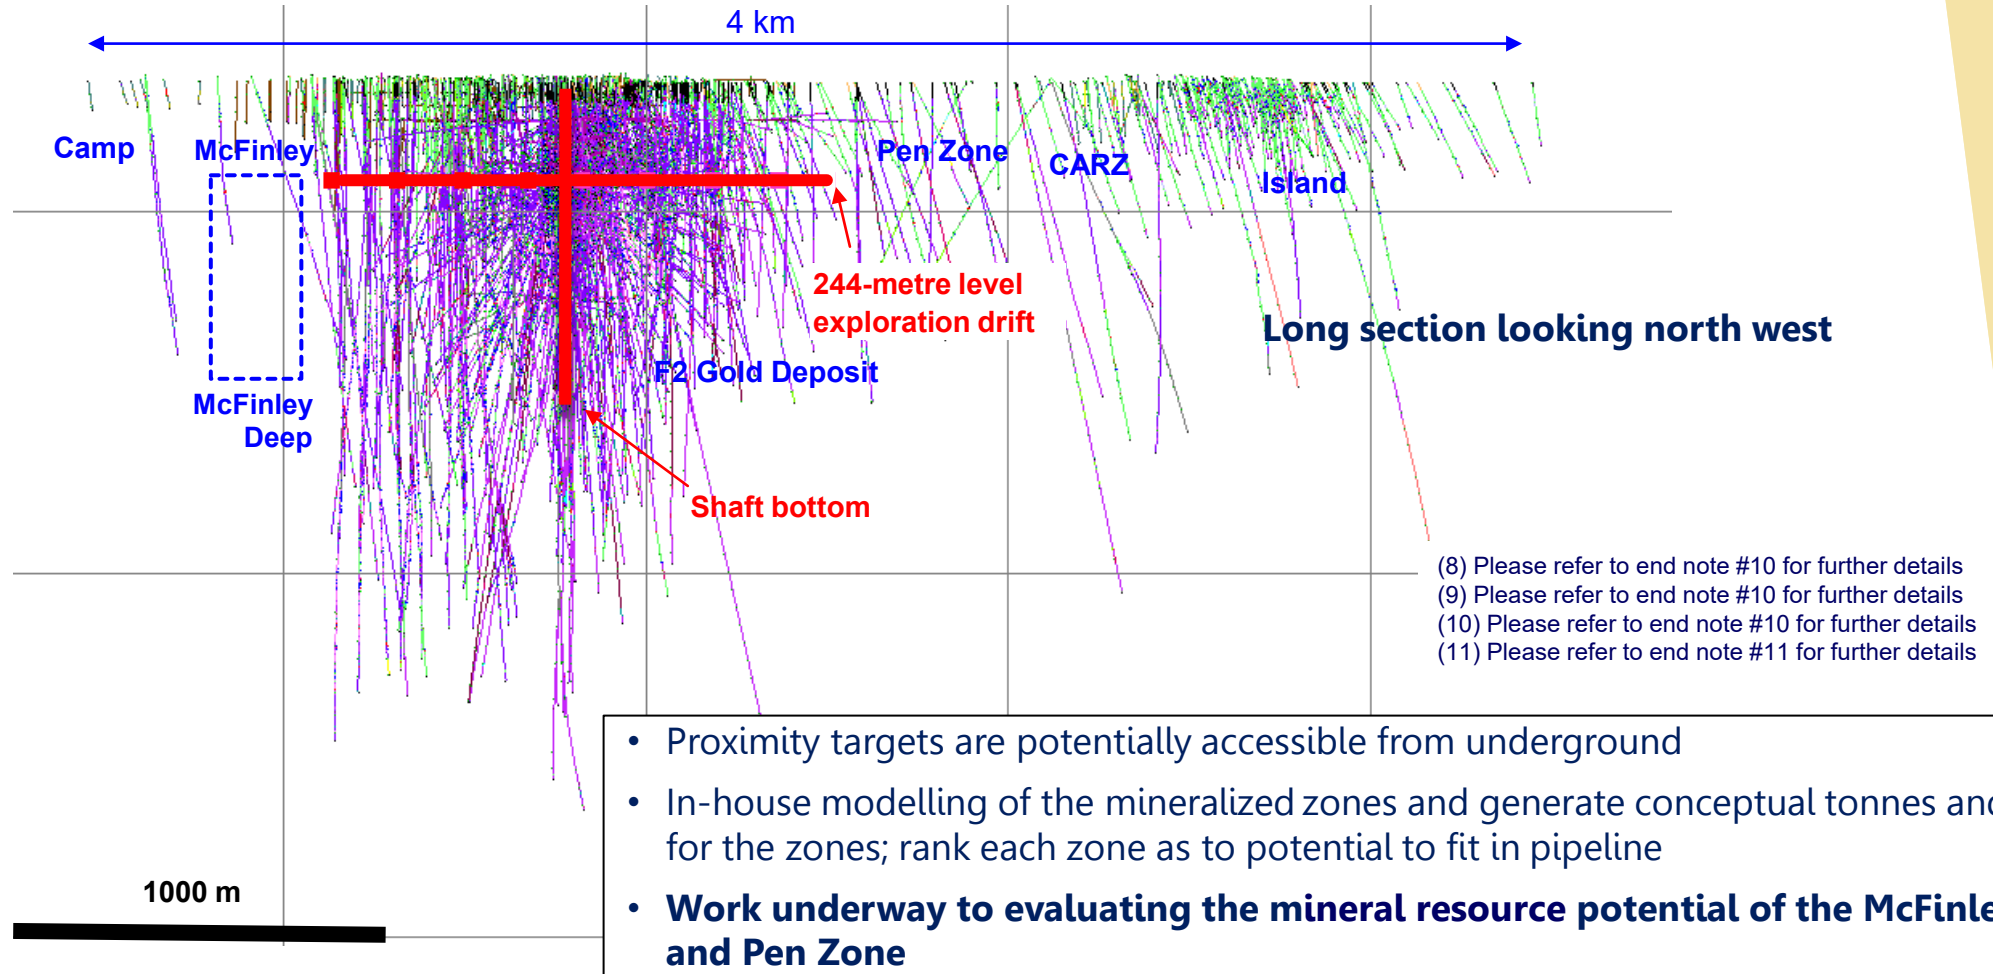 4 km
Camp
McFinley
Pen Zone
CARZ
Island
244-metre level
exploration drift
Long section looking north west
F2 Gold Deposit
McFinley
Deep
Shaft bottom
(8) Please refer to end note #10 for further details
(9) Please refer to end note #10 for further details
(10) Please refer to end note #10 for further details
(11) Please refer to end note #11 for further details
• Proximity targets are potentially accessible from underground
• In-house modelling of the mineralized zones and generate conceptual tonnes and
for the zones; rank each zone as to potential to fit in pipeline
• Work underway to evaluating the mineral resource potential of the McFinle
and Pen Zone
1000 m